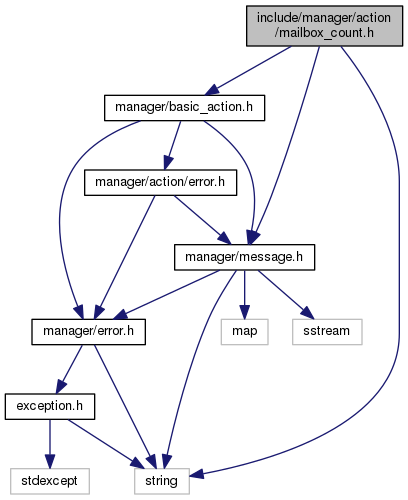 include/manager/action
/mailbox_count.h
manager/basic_action.h
manager/action/error.h
manager/message.h
manager/error.h
map
sstream
exception.h
stdexcept
string